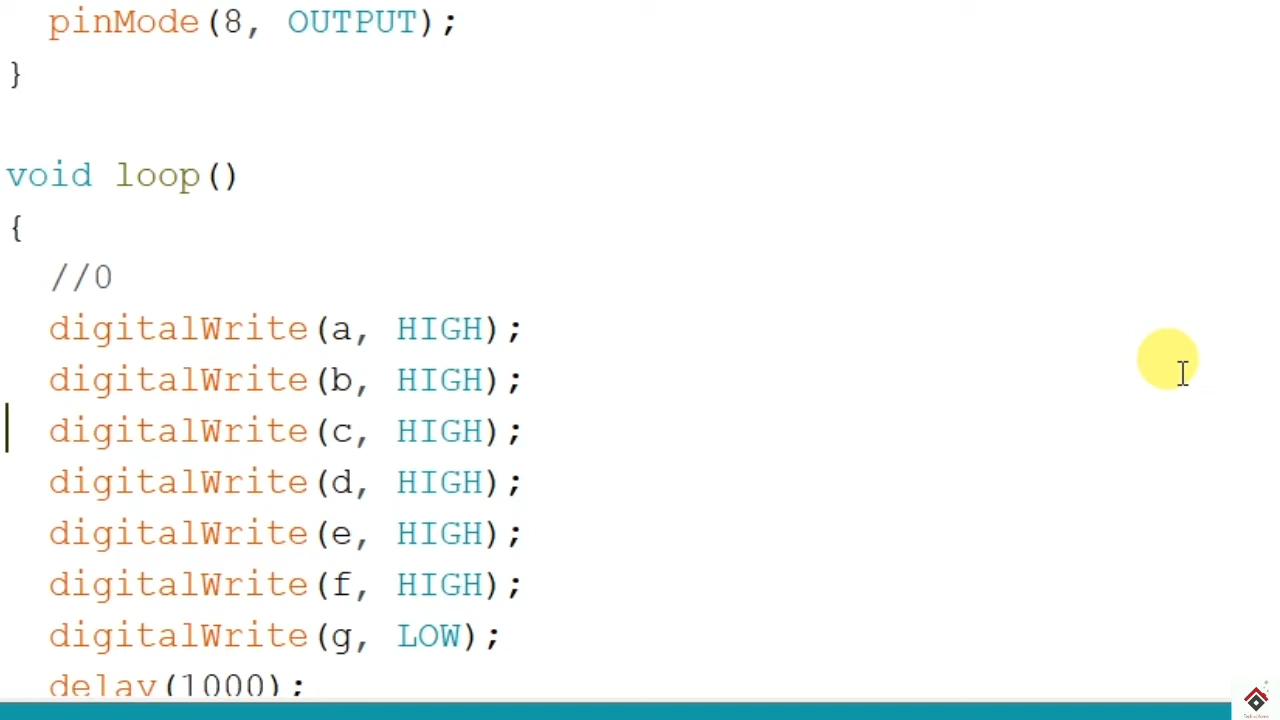 pinMode(8, OUTPUT);
}
void loop()
{
//0
digitalWrite(a, HIGH);
digitalWrite(b, HIGH);
digitalWrite(c, HIGH);
digitalWrite(d, HIGH);
digitalWrite(e, HIGH);
digitalWrite(f, HIGH);
digitalWrite(g, LOW);
delay(1000);